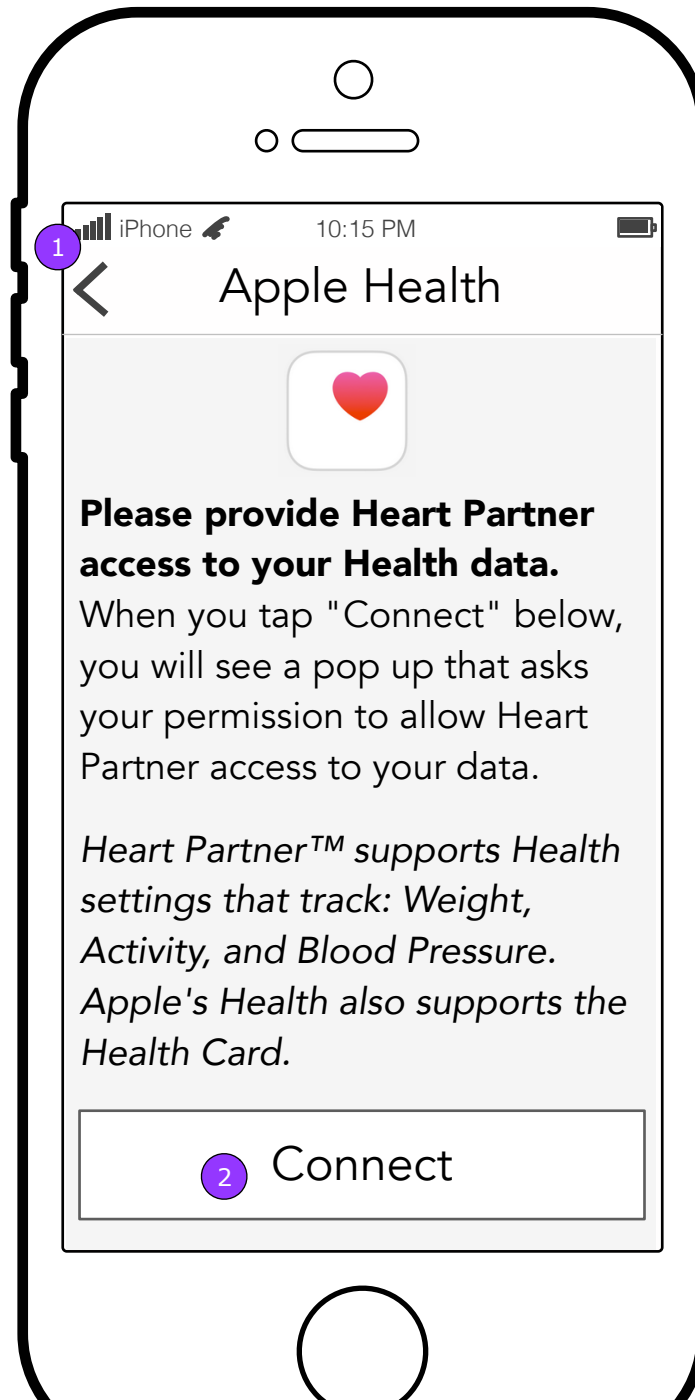 iPhone 10:15 PM
1
Apple Health
Please provide Heart Partner
access to your Health data.
When you tap "Connect" below,
you will see a pop up that asks
your permission to allow Heart
Partner access to your data.
Heart Partner™ supports Health
settings that track: Weight,
Activity, and Blood Pressure.
Apple's Health also supports the
Health Card.
2 Connect